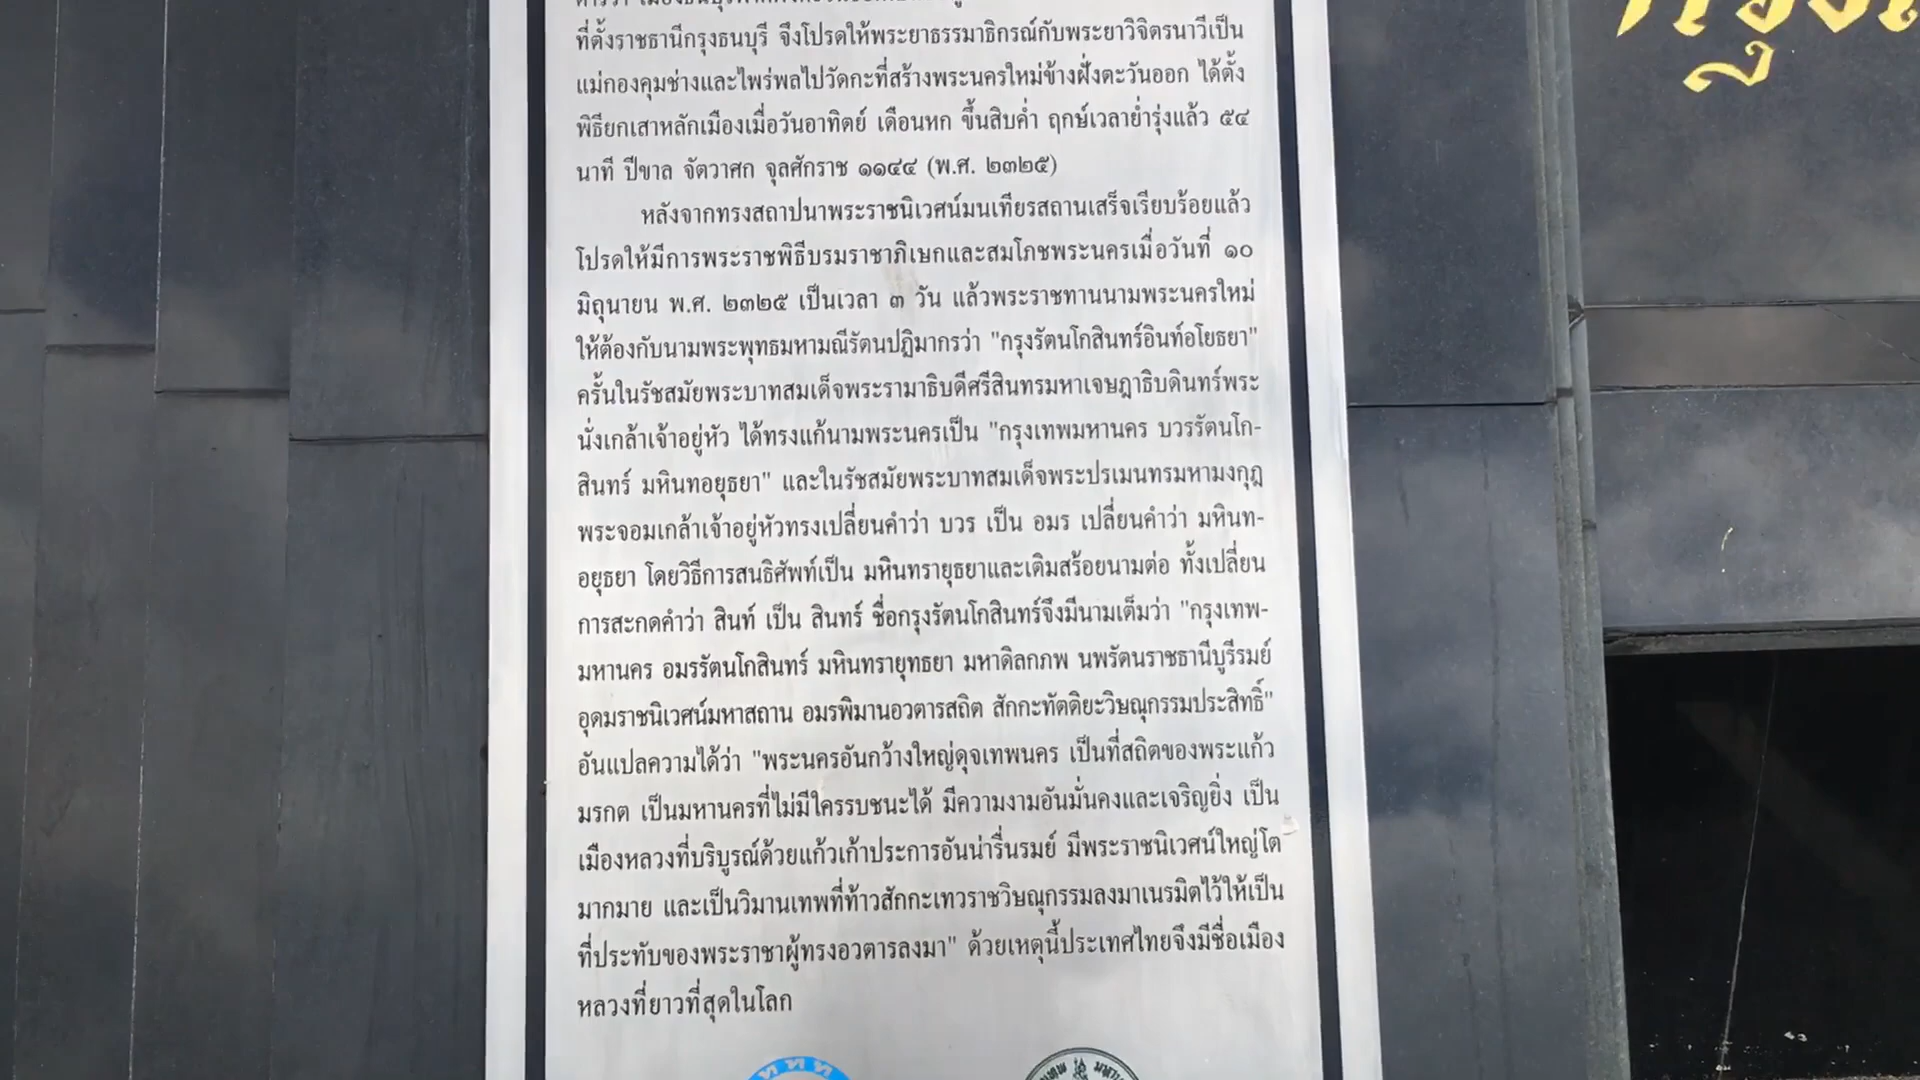 ที่ตั้งราชธานีกรุงธนบุรี จึงโปรดให้พระยาธรรมาธิกรณ์กับพระยาวิจิตรนาวีเป็น
แม่กองคุมช่างและไพร่พลไปวัดกะที่สร้างพระนครใหม่ข้างฝั่งตะวันออก ได้ตั้ง
พิธียกเสาหลักเมืองเมื่อวันอาทิตย์ เดือนหก ขึ้นสิบค่ำ ฤกษ์เวลาย่ำรุ่งแล้ว ๕๔
นาที ปีขาล จัตวาศก จุลศักราช ๑๑๔๔ (พ.ศ. ๒๓๒๕)
หลังจากทรงสถาปนาพระราชนิเวศน์มนเทียรสถานเสร็จเรียบร้อยแล้ว
โปรดให้มีการพระราชพิธีบรมราชาภิเษกและสมโภชพระนครเมื่อวันที่ ๑๐
มิถุนายน พ.ศ. ๒๓๒๕ เป็นเวลา ๓ วัน แล้วพระราชทานนามพระนครใหม่
ให้ต้องกับนามพระพุทธมหามณีรัตนปฏิมากรว่า "กรุงรัตนโกสินทร์อินท์อโยธยา"
ครั้นในรัชสมัยพระบาทสมเด็จพระรามาธิบดีศรีสินทรมหาเจษฎาธิบดินทร์พระ
นั่งเกล้าเจ้าอยู่หัว ได้ทรงแก้นามพระนครเป็น "กรุงเทพมหานคร บวรรัตนโก-
สินทร์ มหินทอยุธยา" และในรัชสมัยพระบาทสมเด็จพระปรเมนทรมหามงกุฎ
พระจอมเกล้าเจ้าอยู่หัวทรงเปลี่ยนคำว่า บวร เป็น อมร เปลี่ยนคำว่า มหินท-
อยุธยา โดยวิธีการสนธิศัพท์เป็น มหินทรายุธยาและเติมสร้อยนามต่อ ทั้งเปลี่ยน
การสะกดคำว่า สินท์ เป็น สินทร์ ชื่อกรุงรัตนโกสินทร์จึงมีนามเต็มว่า "กรุงเทพ-
มหานคร อมรรัตนโกสินทร์ มหินทรายุทธยา มหาดิลกภพ นพรัตนราชธานีบูรีรมย์
อุดมราชนิเวศน์มหาสถาน อมรพิมานอวตารสถิต สักกะทัตติยะวิษณุกรรมประสิทธิ์"
อันแปลความได้ว่า "พระนครอันกว้างใหญ่ดุจเทพนคร เป็นที่สถิตของพระแก้ว
มรกต เป็นมหานครที่ไม่มีใครรบชนะได้ มีความงามอันมั่นคงและเจริญยิ่ง เป็น
เมืองหลวงที่บริบูรณ์ด้วยแก้วเก้าประการอันน่ารื่นรมย์ มีพระราชนิเวศน์ใหญ่โต
มากมาย และเป็นวิมานเทพที่ท้าวสักกะเทวราชวิษณุกรรมลงมาเนรมิตไว้ให้เป็น
ที่ประทับของพระราชาผู้ทรงอวตารลงมา" ด้วยเหตุนี้ประเทศไทยจึงมีชื่อเมือง
หลวงที่ยาวที่สุดในโลก